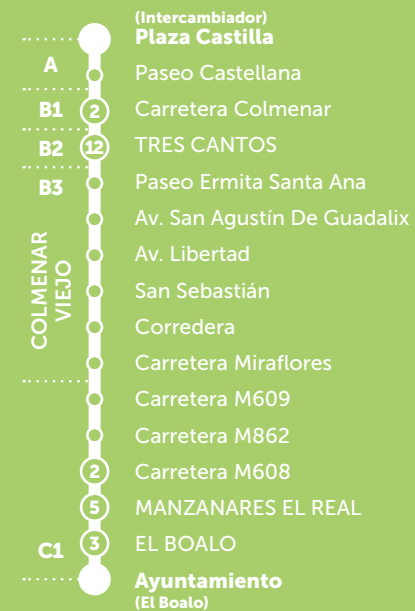 (Intercambiador)
Plaza Castilla
A
Paseo Castellana
B1
2
Carretera Colmenar
B2
12
TRES CANTOS
B3
Paseo Ermita Santa Ana
COLMENAR
VIEJO
Av. San Agustín De Guadalix
Av. Libertad
San Sebastián
Corredera
Carretera Miraflores
Carretera M609
Carretera M862
2
Carretera M608
5
MANZANARES EL REAL
C1
3
EL BOALO
Ayuntamiento
(El Boalo)